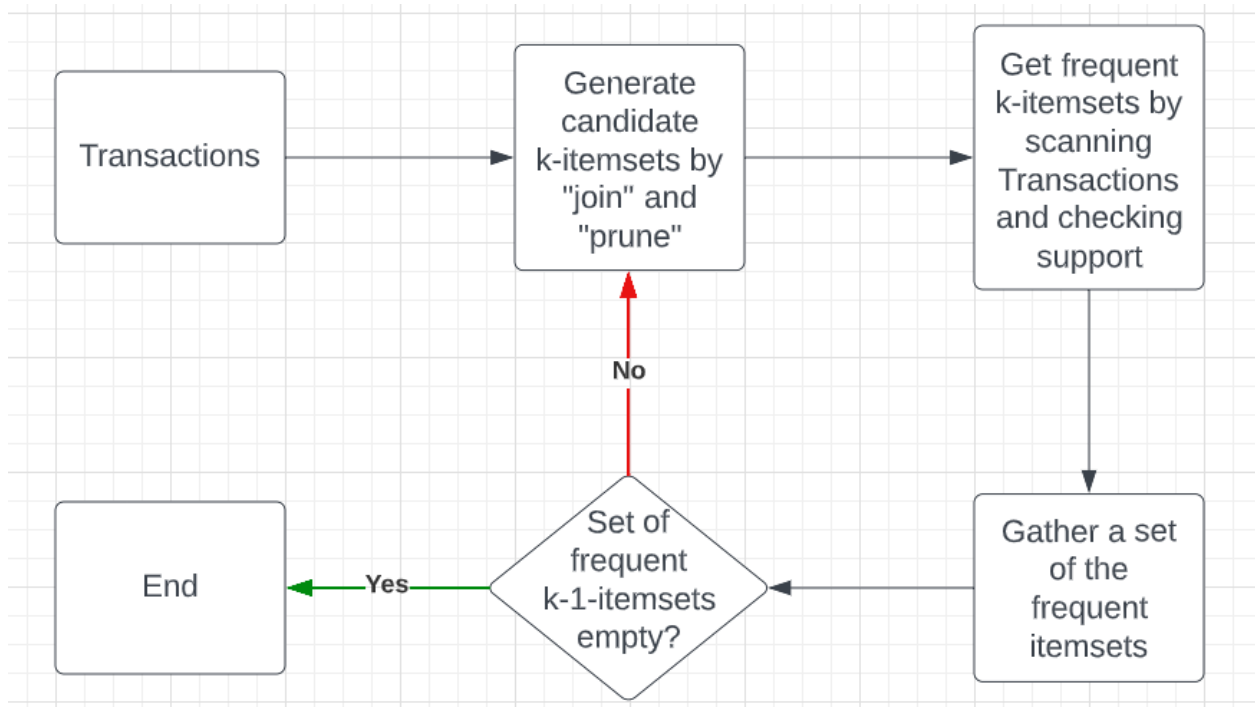 Transactions
Generate
candidate
k-itemsets by
"join" and
"prune"
Get frequent
k-itemsets by
scanning
Transactions
and checking
support
No
End
Yes
Set of
frequent
k-1-itemsets
empty?
Gather a set
of the
frequent
itemsets